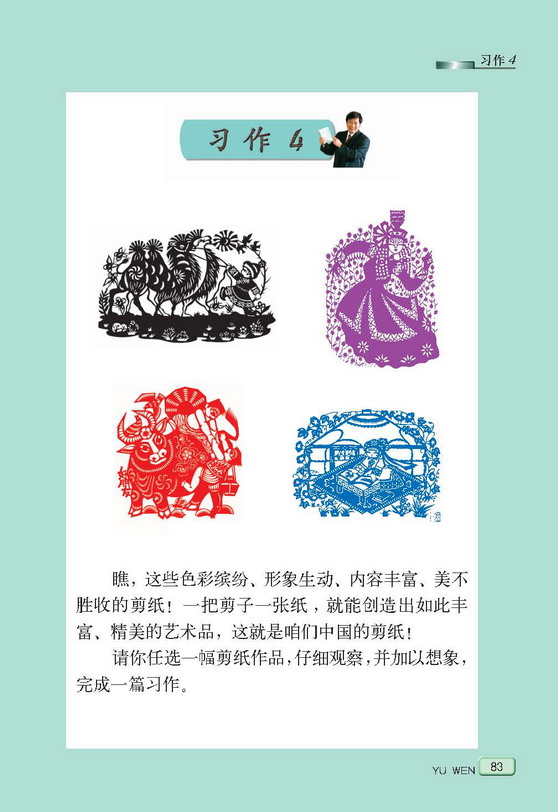 习作 4
习作 4
瞧，这些色彩缤纷、形象生动、内容丰富、美不
胜收的剪纸！一把剪子一张纸，就能创造出如此丰
富、精美的艺术品，这就是咱们中国的剪纸！
请你任选一幅剪纸作品，仔细观察，并加以想象，
完成一篇习作。
YU WEN 83